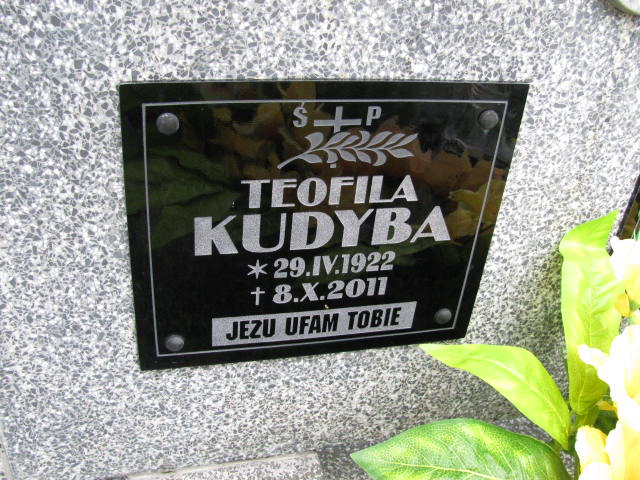 Ś P
TEOFILA
KUDYBA
* 29.IV.1922
† 8.X.2011
JEZU UFAM TOBIE